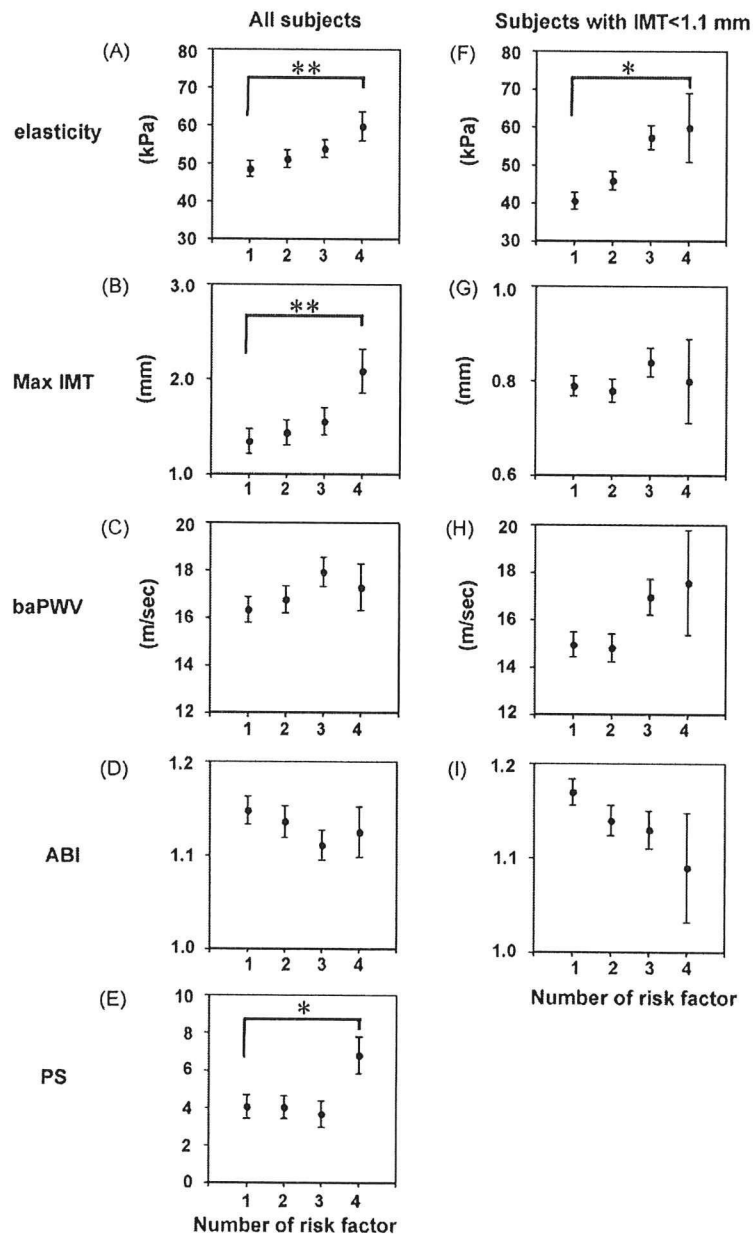 All subjects
Subjects with IMT<1.1 mm
(A)
elasticity
(kPa)
80
70
60
50
40
30
**
1 2 3 4
(F)
(kPa)
80
70
60
50
40
30
*
1 2 3 4
(B)
Max IMT
(mm)
3.0
2.0
1.0
**
1 2 3 4
(G)
(mm)
1.0
0.8
0.6
1 2 3 4
(C)
baPWV
(m/sec)
20
18
16
14
12
1 2 3 4
(H)
(m/sec)
20
18
16
14
12
1 2 3 4
(D)
ABI
1.2
1.1
1.0
1 2 3 4
(I)
1.2
1.1
1.0
1 2 3 4
Number of risk factor
(E)
PS
10
8
6
4
2
0
*
1 2 3 4
Number of risk factor